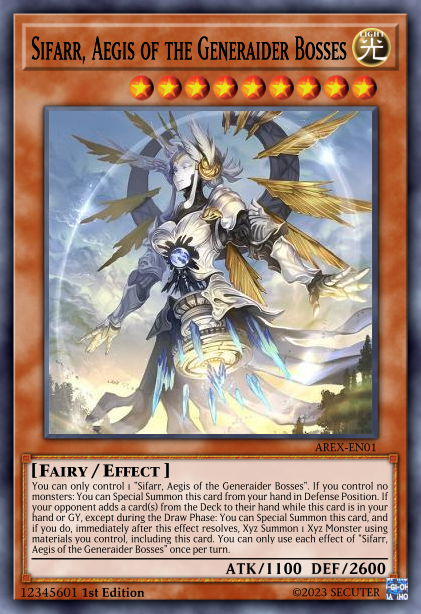 Sifarr, Aegis of the Generaider Bosses
LIGHT
光
AREX-EN01
[Fairy / Effect ]
You can only control 1 "Sifarr, Aegis of the Generaider Bosses". If you control no
monsters: You can Special Summon this card from your hand in Defense Position. If
your opponent adds a card(s) from the Deck to their hand while this card is in your
hand or GY, except during the Draw Phase: You can Special Summon this card, and
if you do, immediately after this effect resolves, Xyz Summon 1 Xyz Monster using
materials you control, including this card. You can only use each effect of "Sifarr,
Aegis of the Generaider Bosses" once per turn.
ATK/1100 DEF/2600
12345601 1st Edition
©2023 SECUTER